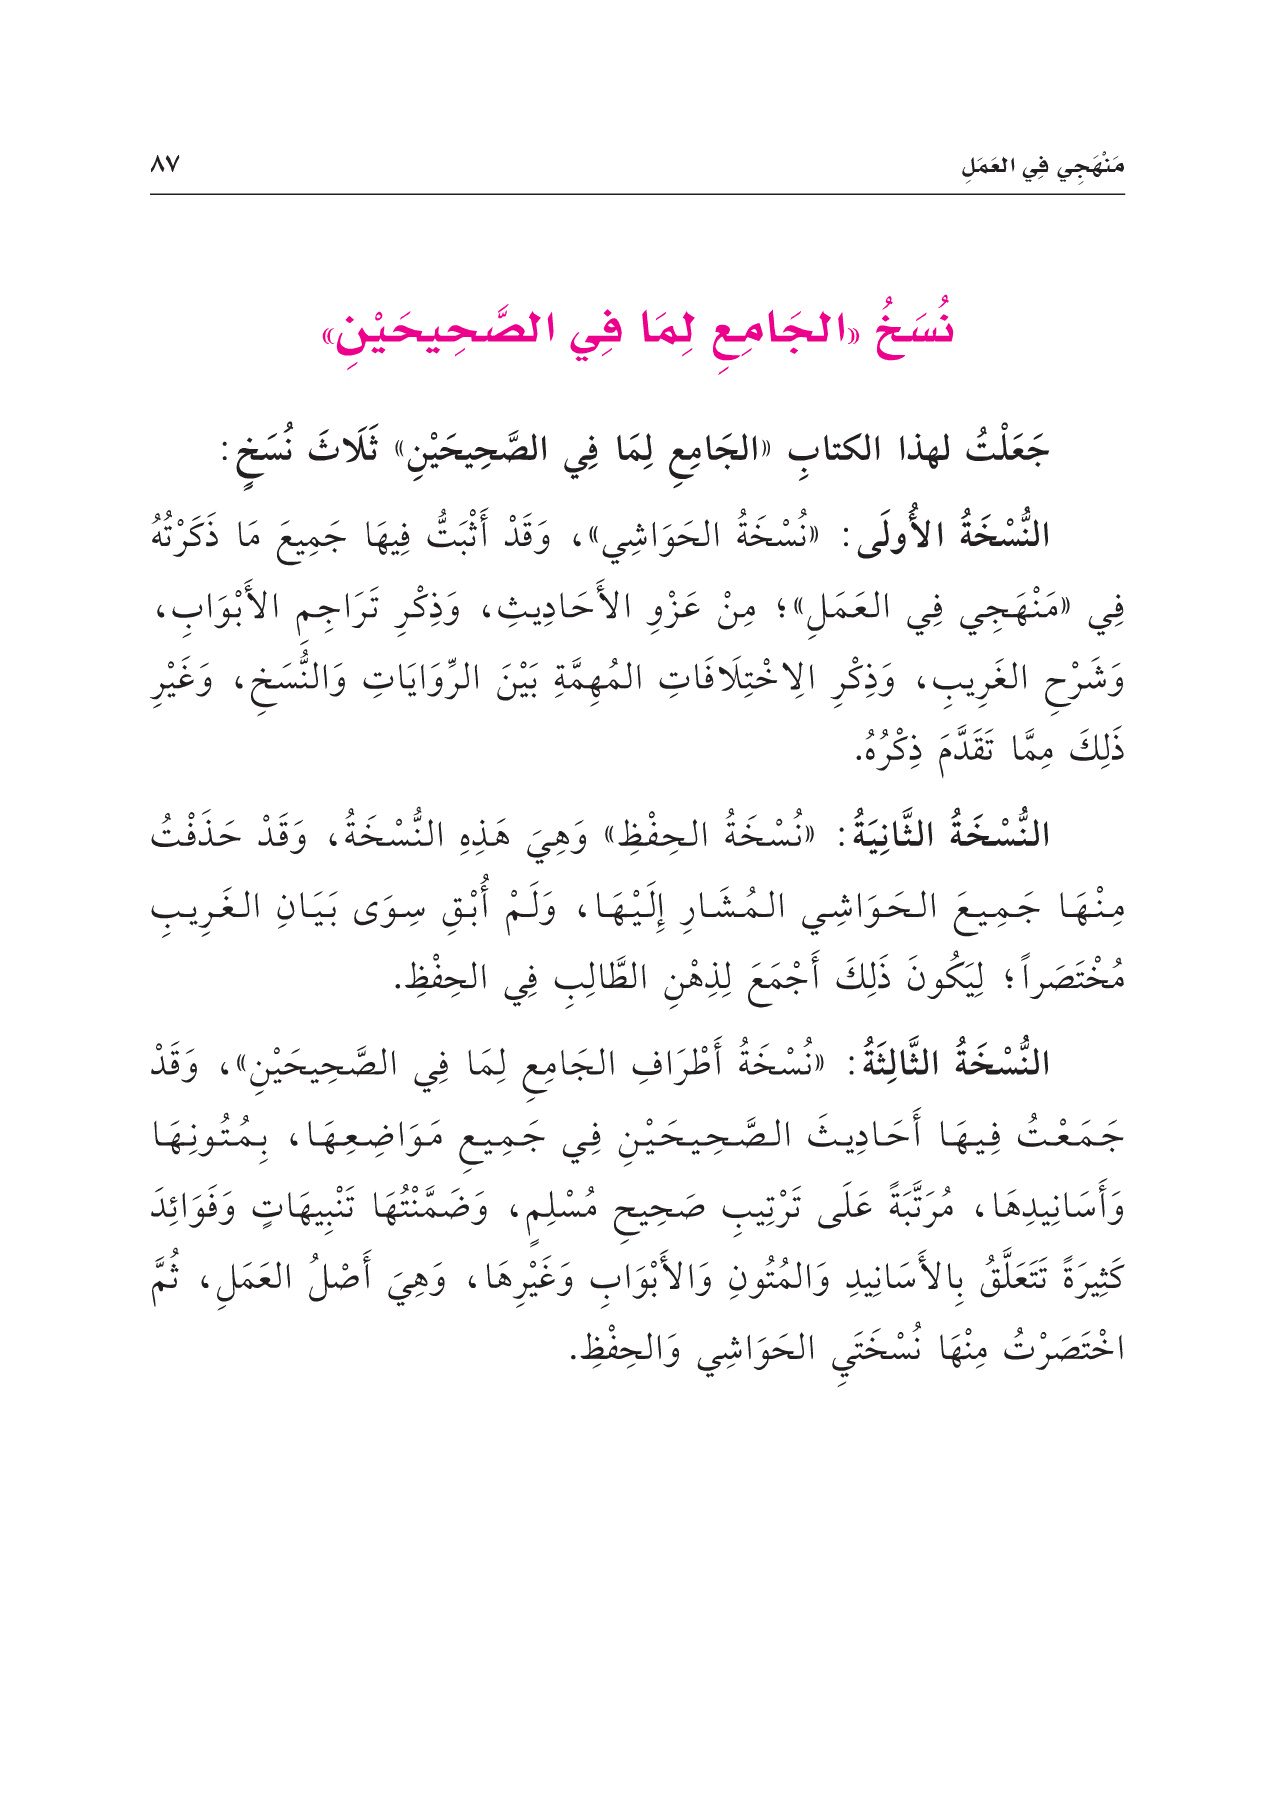 مَنْهَجِي فِي العَمَلِ ٨٧
نُسَخُ «الجَامِعِ لِمَا فِي الصَّحِيحَيْنِ»
جَعَلْتُ لهذا الكتابِ «الجَامِعِ لِمَا فِي الصَّحِيحَيْنِ» ثَلَاثَ نُسَخٍ:
النُّسْخَةُ الأُولَى: «نُسْخَةُ الحَوَاشِي»، وَقَدْ أَثْبَتُّ فِيهَا جَمِيعَ مَا ذَكَرْتُهُ
فِي «مَنْهَجِي فِي العَمَلِ»؛ مِنْ عَزْوِ الأَحَادِيثِ، وَذِكْرِ تَرَاجِمِ الأَبْوَابِ،
وَشَرْحِ الغَرِيبِ، وَذِكْرِ الِاخْتِلَافَاتِ المُهِمَّةِ بَيْنَ الرِّوَايَاتِ وَالنُّسَخِ، وَغَيْرِ
ذَلِكَ مِمَّا تَقَدَّمَ ذِكْرُهُ.
النُّسْخَةُ الثَّانِيَةُ: «نُسْخَةُ الحِفْظِ» وَهِيَ هَذِهِ النُّسْخَةُ، وَقَدْ حَذَفْتُ
مِنْهَا جَمِيعَ الحَوَاشِي المُشَارِ إِلَيْهَا، وَلَمْ أُبْقِ سِوَى بَيَانِ الغَرِيبِ
مُخْتَصَراً؛ لِيَكُونَ ذَلِكَ أَجْمَعَ لِذِهْنِ الطَّالِبِ فِي الحِفْظِ.
النُّسْخَةُ الثَّالِثَةُ: «نُسْخَةُ أَطْرَافِ الجَامِعِ لِمَا فِي الصَّحِيحَيْنِ»، وَقَدْ
جَمَعْتُ فِيهَا أَحَادِيثَ الصَّحِيحَيْنِ فِي جَمِيعِ مَوَاضِعِهَا، بِمُتُونِهَا
وَأَسَانِيدِهَا، مُرَتَّبَةً عَلَى تَرْتِيبِ صَحِيحِ مُسْلِمٍ، وَضَمَّنْتُهَا تَنْبِيهَاتٍ وَفَوَائِدَ
كَثِيرَةً تَتَعَلَّقُ بِالأَسَانِيدِ وَالمُتُونِ وَالأَبْوَابِ وَغَيْرِهَا، وَهِيَ أَصْلُ العَمَلِ، ثُمَّ
اخْتَصَرْتُ مِنْهَا نُسْخَتَيِ الحَوَاشِي وَالحِفْظِ.